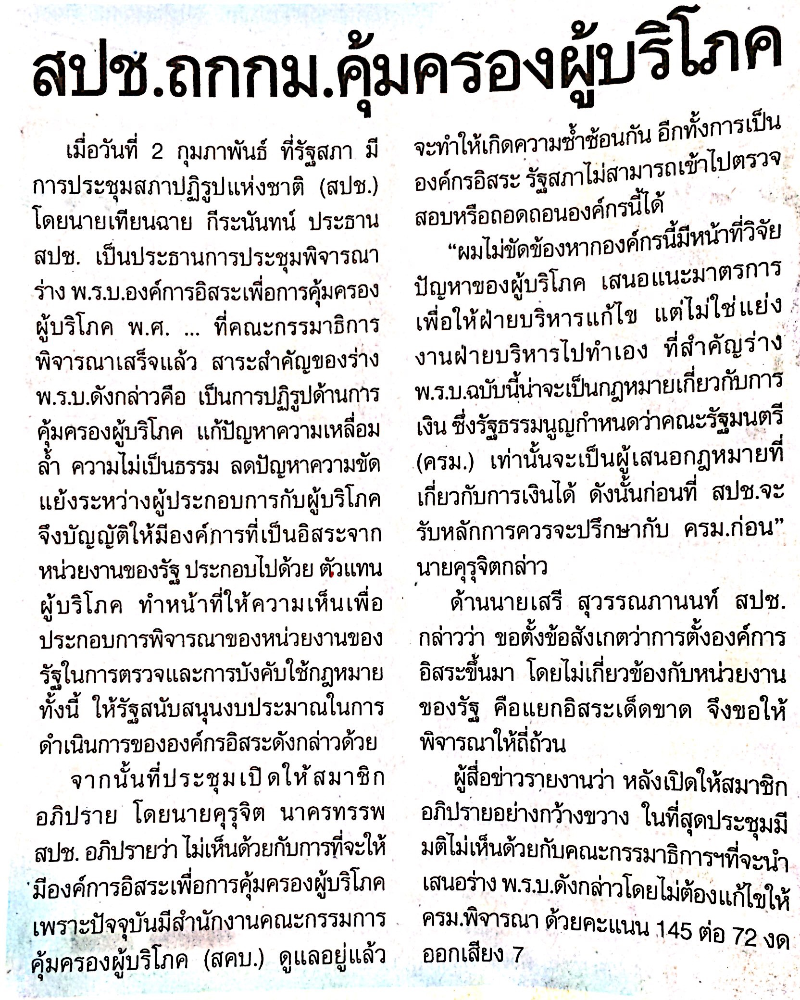 สปช.ถกกม.คุ้มครองผู้บริโภค
เมื่อวันที่ 2 กุมภาพันธ์ ที่รัฐสภา มี
การประชุมสภาปฏิรูปแห่งชาติ (สปช.)
โดยนายเทียนฉาย กีระนันทน์ ประธาน
สปช. เป็นประธานการประชุมพิจารณา
ร่าง พ.ร.บ.องค์การอิสระเพื่อการคุ้มครอง
ผู้บริโภค พ.ศ. ... ที่คณะกรรมาธิการ
พิจารณาเสร็จแล้ว สาระสำคัญของร่าง
พ.ร.บ.ดังกล่าวคือ เป็นการปฏิรูปด้านการ
คุ้มครองผู้บริโภค แก้ปัญหาความเหลื่อม
ล้ำ ความไม่เป็นธรรม ลดปัญหาความขัด
แย้งระหว่างผู้ประกอบการกับผู้บริโภค
จึงบัญญัติให้มีองค์การที่เป็นอิสระจาก
หน่วยงานของรัฐ ประกอบไปด้วย ตัวแทน
ผู้บริโภค ทำหน้าที่ให้ความเห็นเพื่อ
ประกอบการพิจารณาของหน่วยงานของ
รัฐในการตรวจและการบังคับใช้กฎหมาย
ทั้งนี้ ให้รัฐสนับสนุนงบประมาณในการ
ดำเนินการขององค์กรอิสระดังกล่าวด้วย
จากนั้นที่ประชุมเปิดให้สมาชิก
อภิปราย โดยนายคุรุจิต นาครทรรพ
สปช. อภิปรายว่า ไม่เห็นด้วยกับการที่จะให้
มีองค์การอิสระเพื่อการคุ้มครองผู้บริโภค
เพราะปัจจุบันมีสำนักงานคณะกรรมการ
คุ้มครองผู้บริโภค (สคบ.) ดูแลอยู่แล้ว
จะทำให้เกิดความซ้ำซ้อนกัน อีกทั้งการเป็น
องค์กรอิสระ รัฐสภาไม่สามารถเข้าไปตรวจ
สอบหรือถอดถอนองค์กรนี้ได้
“ผมไม่ขัดข้องหากองค์กรนี้มีหน้าที่วิจัย
ปัญหาของผู้บริโภค เสนอแนะมาตรการ
เพื่อให้ฝ่ายบริหารแก้ไข แต่ไม่ใช่แย่ง
งานฝ่ายบริหารไปทำเอง ที่สำคัญร่าง
พ.ร.บ.ฉบับนี้น่าจะเป็นกฎหมายเกี่ยวกับการ
เงิน ซึ่งรัฐธรรมนูญกำหนดว่าคณะรัฐมนตรี
(ครม.) เท่านั้นจะเป็นผู้เสนอกฎหมายที่
เกี่ยวกับการเงินได้ ดังนั้นก่อนที่ สปช.จะ
รับหลักการควรจะปรึกษากับ ครม.ก่อน”
นายคุรุจิตกล่าว
ด้านนายเสรี สุวรรณภานนท์ สปช.
กล่าวว่า ขอตั้งข้อสังเกตว่าการตั้งองค์การ
อิสระขึ้นมา โดยไม่เกี่ยวข้องกับหน่วยงาน
ของรัฐ คือแยกอิสระเด็ดขาด จึงขอให้
พิจารณาให้ถี่ถ้วน
ผู้สื่อข่าวรายงานว่า หลังเปิดให้สมาชิก
อภิปรายอย่างกว้างขวาง ในที่สุดประชุมมี
มติไม่เห็นด้วยกับคณะกรรมาธิการฯที่จะนำ
เสนอร่าง พ.ร.บ.ดังกล่าวโดยไม่ต้องแก้ไขให้
ครม.พิจารณา ด้วยคะแนน 145 ต่อ 72 งด
ออกเสียง 7